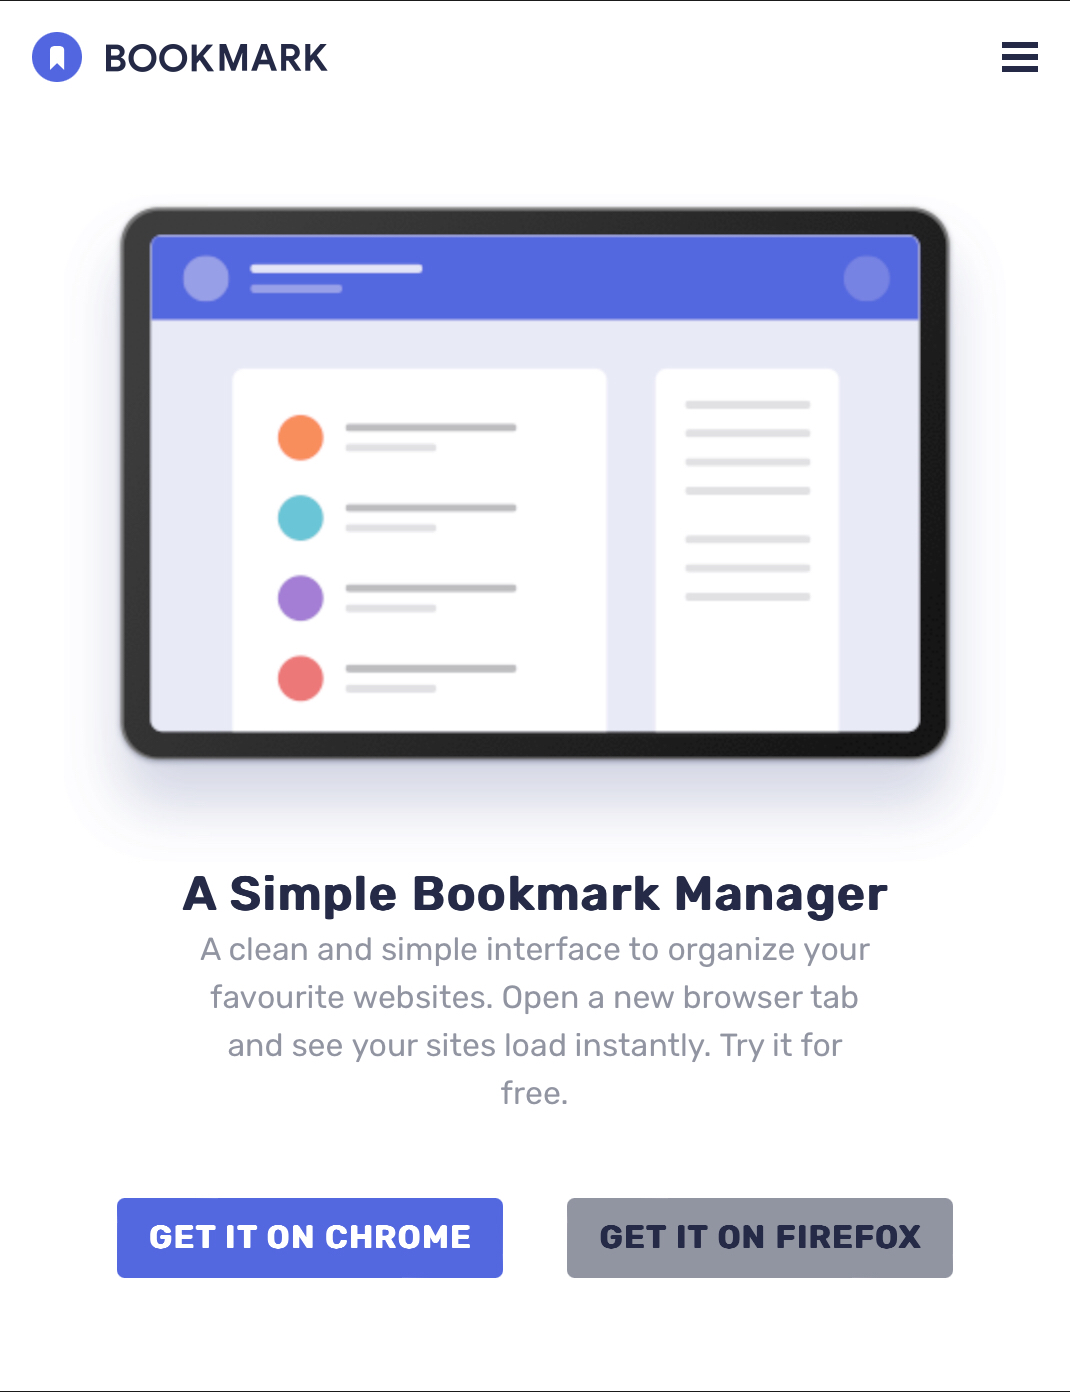 BOOKMARK
A Simple Bookmark Manager
A clean and simple interface to organize your
favourite websites. Open a new browser tab
and see your sites load instantly. Try it for
free.
GET IT ON CHROME
GET IT ON FIREFOX